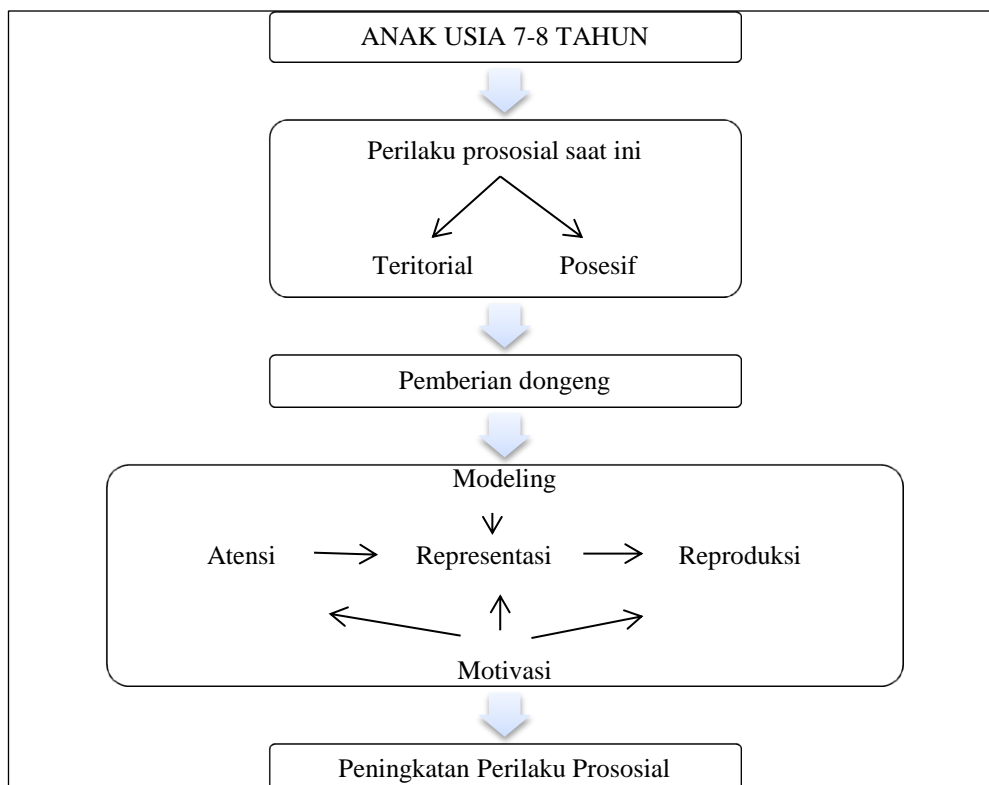 ANAK USIA 7-8 TAHUN
Perilaku prososial saat ini
Teritorial Posesif
Pemberian dongeng
Modeling
Atensi Representasi Reproduksi
Motivasi
Peningkatan Perilaku Prososial